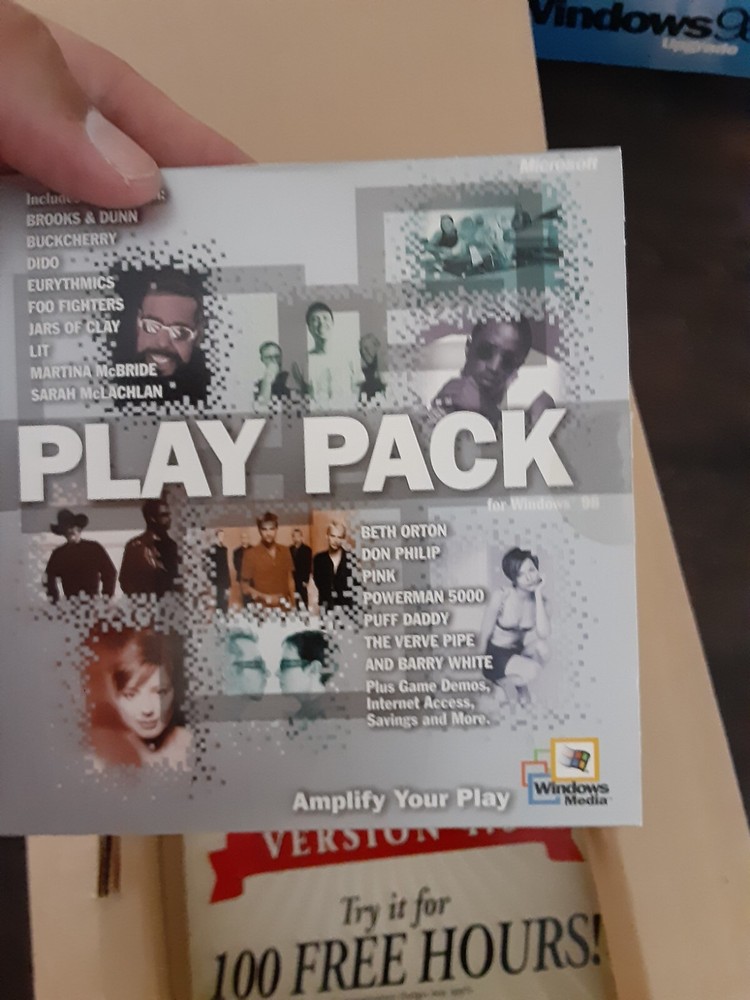 Windows 98
Upgrade
Microsoft
BROOKS & DUNN
BUCKCHERRY
DIDO
EURYTHMICS
FOO FIGHTERS
JARS OF CLAY
LIT
MARTINA McBRIDE
SARAH McLACHLAN
PLAY PACK
for Windows 98
BETH ORTON
DON PHILIP
PINK
POWERMAN 5000
PUFF DADDY
THE VERVE PIPE
AND BARRY WHITE
Plus Game Demos,
Internet Access,
Savings and More.
Amplify Your Play
Windows
Media
VERSION
Try it for
100 FREE HOURS!